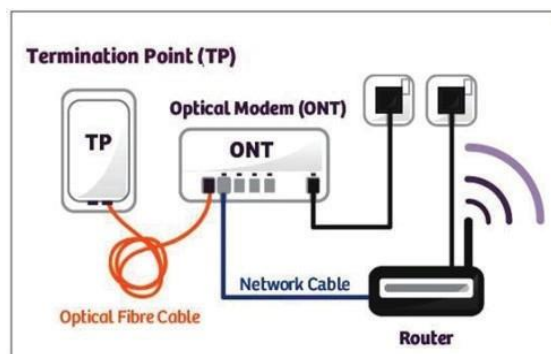 Termination Point (TP)
Optical Modem (ONT)
TP
ONT
Network Cable
Optical Fibre Cable
Router